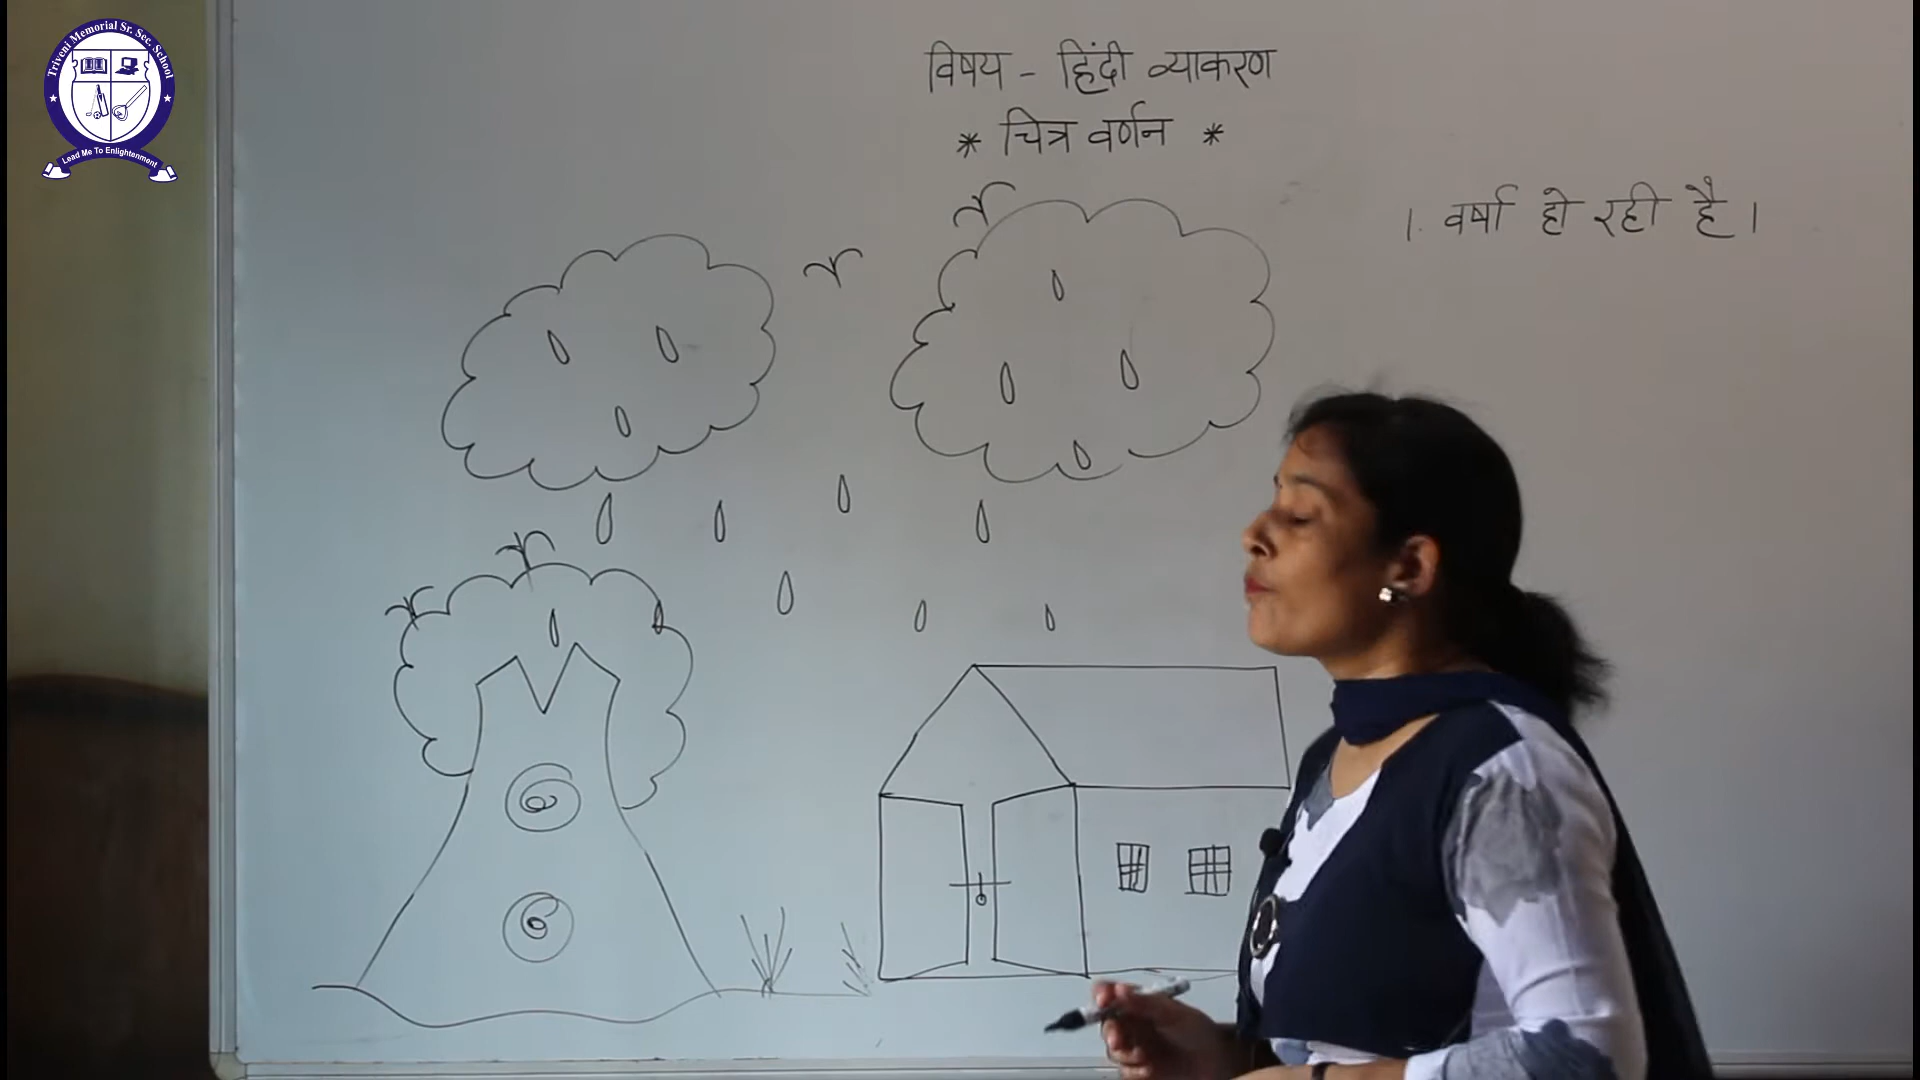 Triveni Memorial Sr. Sec. School
Lead Me To Enlightenment
विषय - हिंदी व्याकरण
* चित्र वर्णन *
1. वर्षा हो रही है।